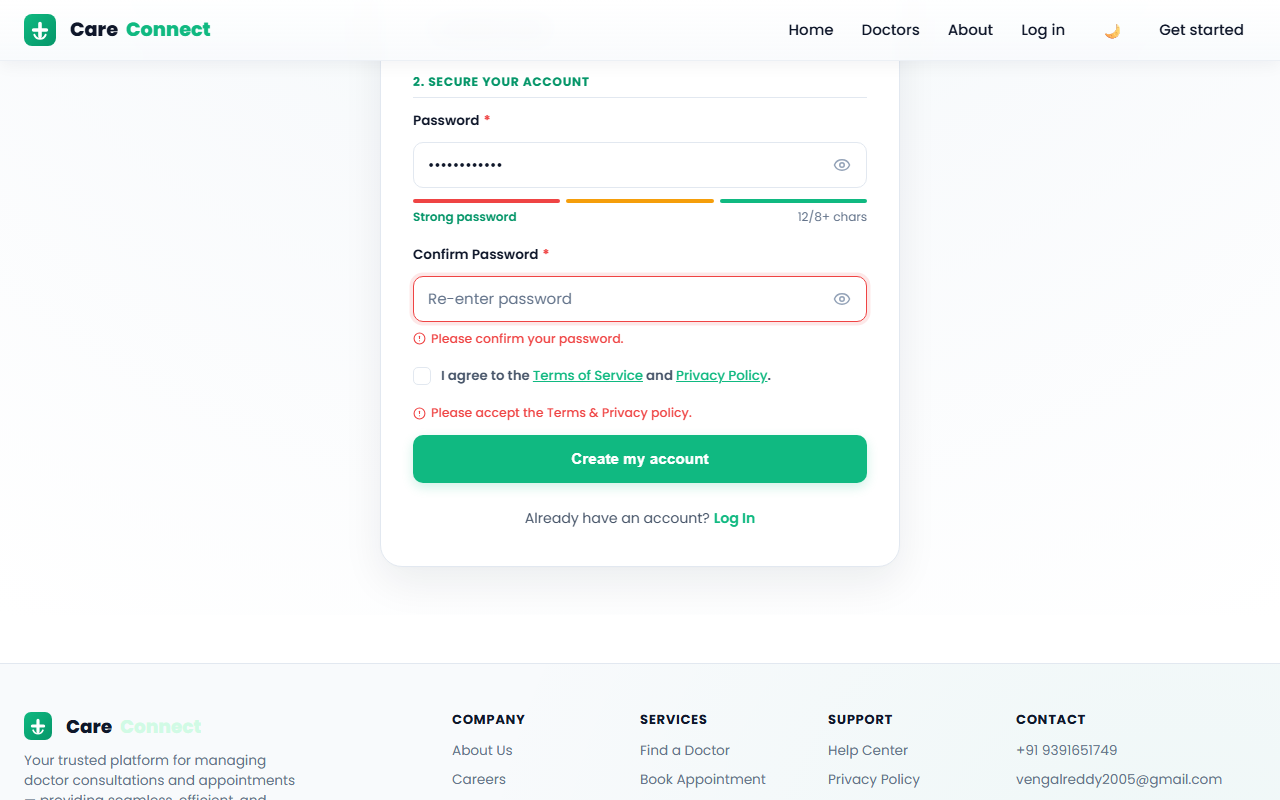 Care Connect
Home Doctors About Log in 🌙 Get started
2. SECURE YOUR ACCOUNT
Password *
••••••••••••
Strong password 12/8+ chars
Confirm Password *
Re-enter password
Please confirm your password.
I agree to the Terms of Service and Privacy Policy.
Please accept the Terms & Privacy policy.
Create my account
Already have an account? Log In
Care Connect
Your trusted platform for managing
doctor consultations and appointments
— providing seamless, efficient, and
COMPANY
About Us
Careers
SERVICES
Find a Doctor
Book Appointment
SUPPORT
Help Center
Privacy Policy
CONTACT
+91 9391651749
vengalreddy2005@gmail.com